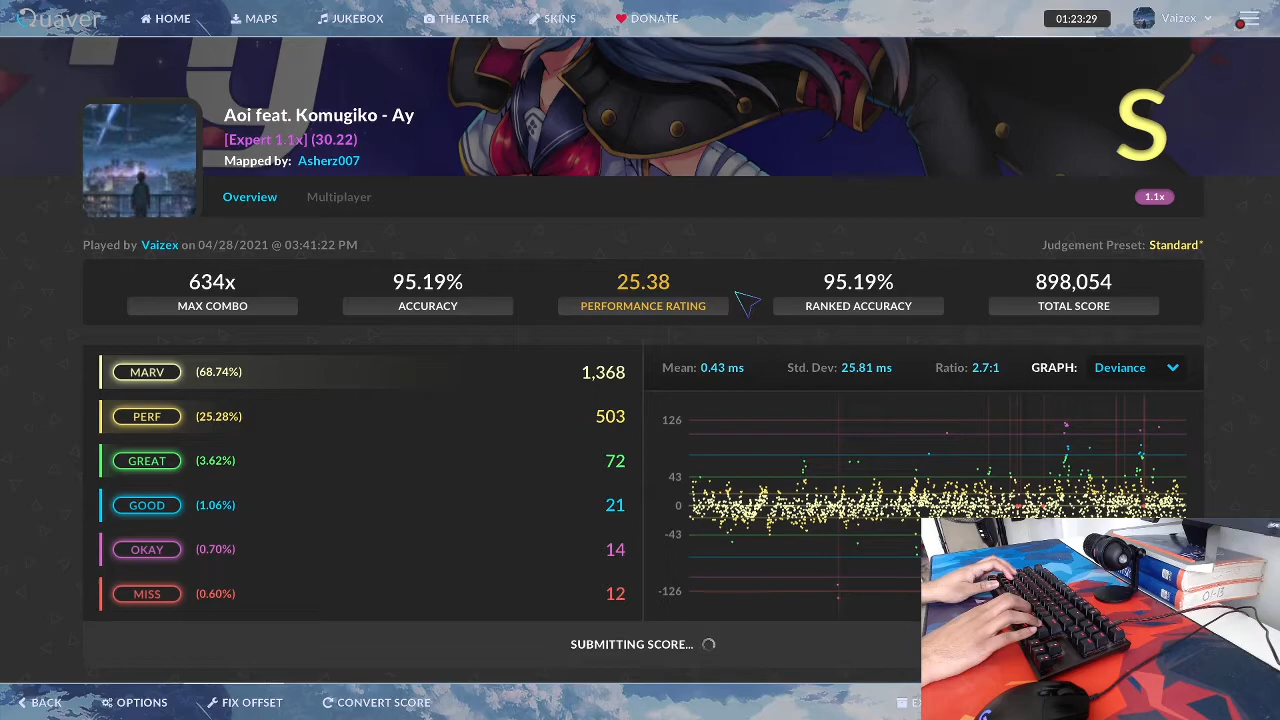 Quaver
HOME
MAPS
JUKEBOX
THEATER
SKINS
DONATE
01:23:29
Vaizex
Aoi feat. Komugiko - Ay
[Expert 1.1x] (30.22)
Mapped by: Asherz007
S
Overview
Multiplayer
1.1x
Played by Vaizex on 04/28/2021 @ 03:41:22 PM
Judgement Preset: Standard*
634x
MAX COMBO
95.19%
ACCURACY
25.38
PERFORMANCE RATING
95.19%
RANKED ACCURACY
898,054
TOTAL SCORE
MARV (68.74%) 1,368
PERF (25.28%) 503
GREAT (3.62%) 72
GOOD (1.06%) 21
OKAY (0.70%) 14
MISS (0.60%) 12
Mean: 0.43 ms
Std. Dev: 25.81 ms
Ratio: 2.7:1
GRAPH: Deviance
126
43
0
-43
-126
SUBMITTING SCORE...
01-13
BACK
OPTIONS
FIX OFFSET
CONVERT SCORE